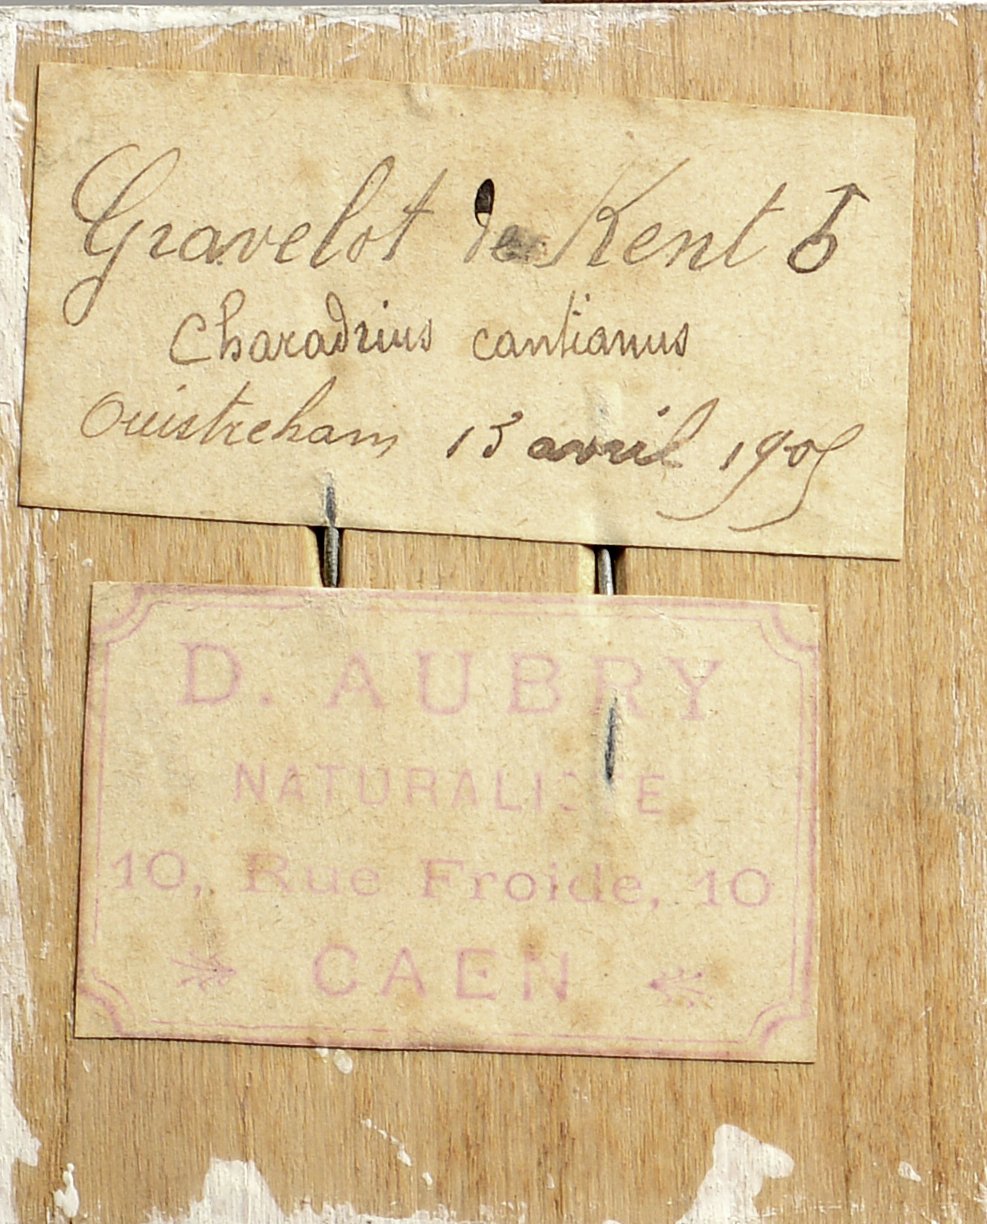 Gravelot de Kent ♂
Charadrius cantianus
Ouistreham 15 avril 1905
D. AUBRY
NATURALISTE
10, Rue Froide, 10
CAEN